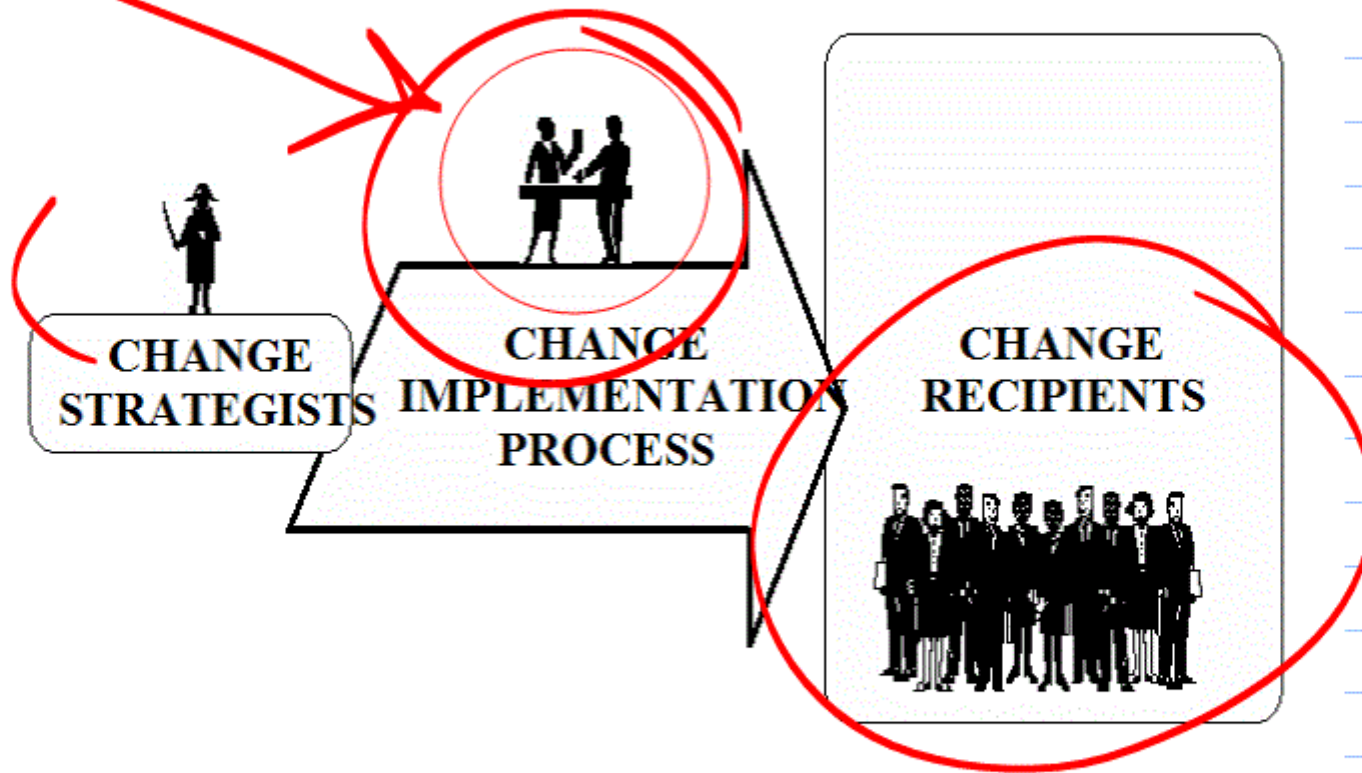 CHANGE
STRATEGISTS
CHANGE
IMPLEMENTATION
PROCESS
CHANGE
RECIPIENTS